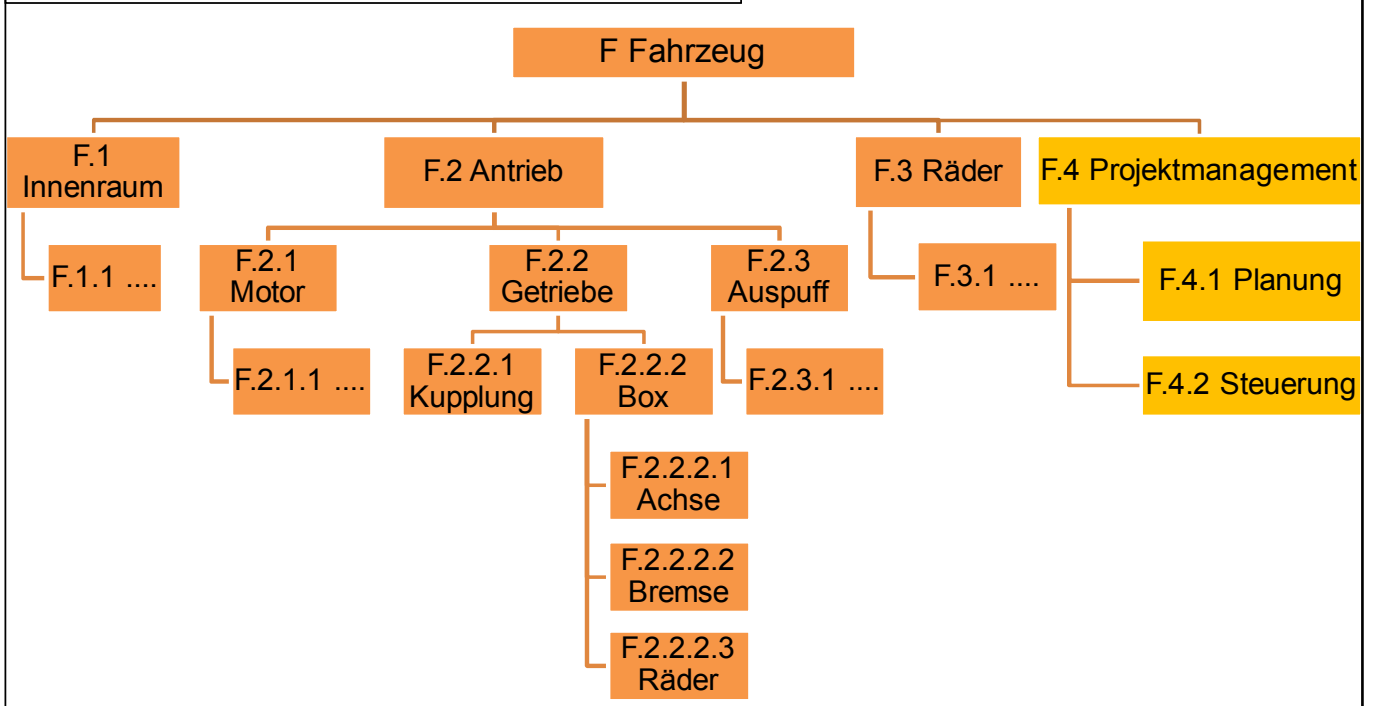 F Fahrzeug
F.1
Innenraum
F.2 Antrieb
F.3 Räder
F.4 Projektmanagement
F.1.1 ....
F.2.1
Motor
F.2.2
Getriebe
F.2.3
Auspuff
F.3.1 ....
F.4.1 Planung
F.2.1.1 ....
F.2.2.1
Kupplung
F.2.2.2
Box
F.2.3.1 ....
F.4.2 Steuerung
F.2.2.2.1
Achse
F.2.2.2.2
Bremse
F.2.2.2.3
Räder